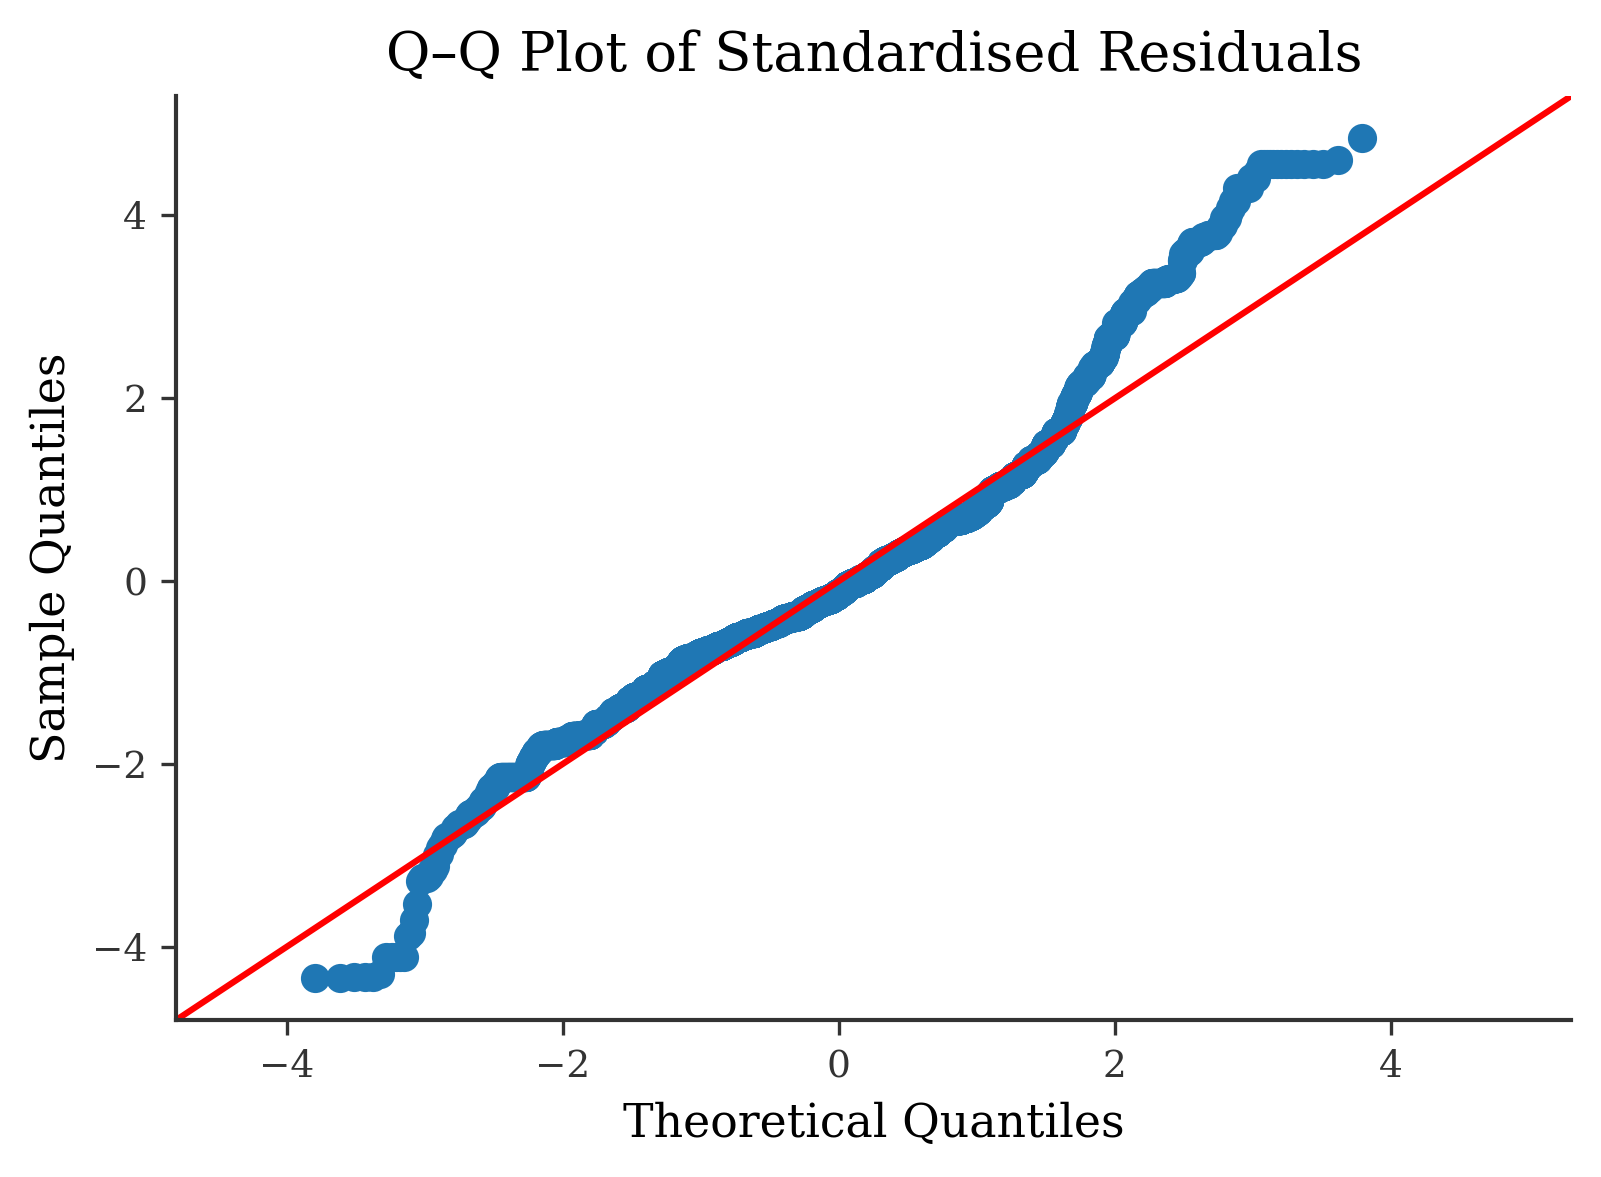 Q–Q Plot of Standardised Residuals
Sample Quantiles
4
2
0
−2
−4
−4 −2 0 2 4
Theoretical Quantiles